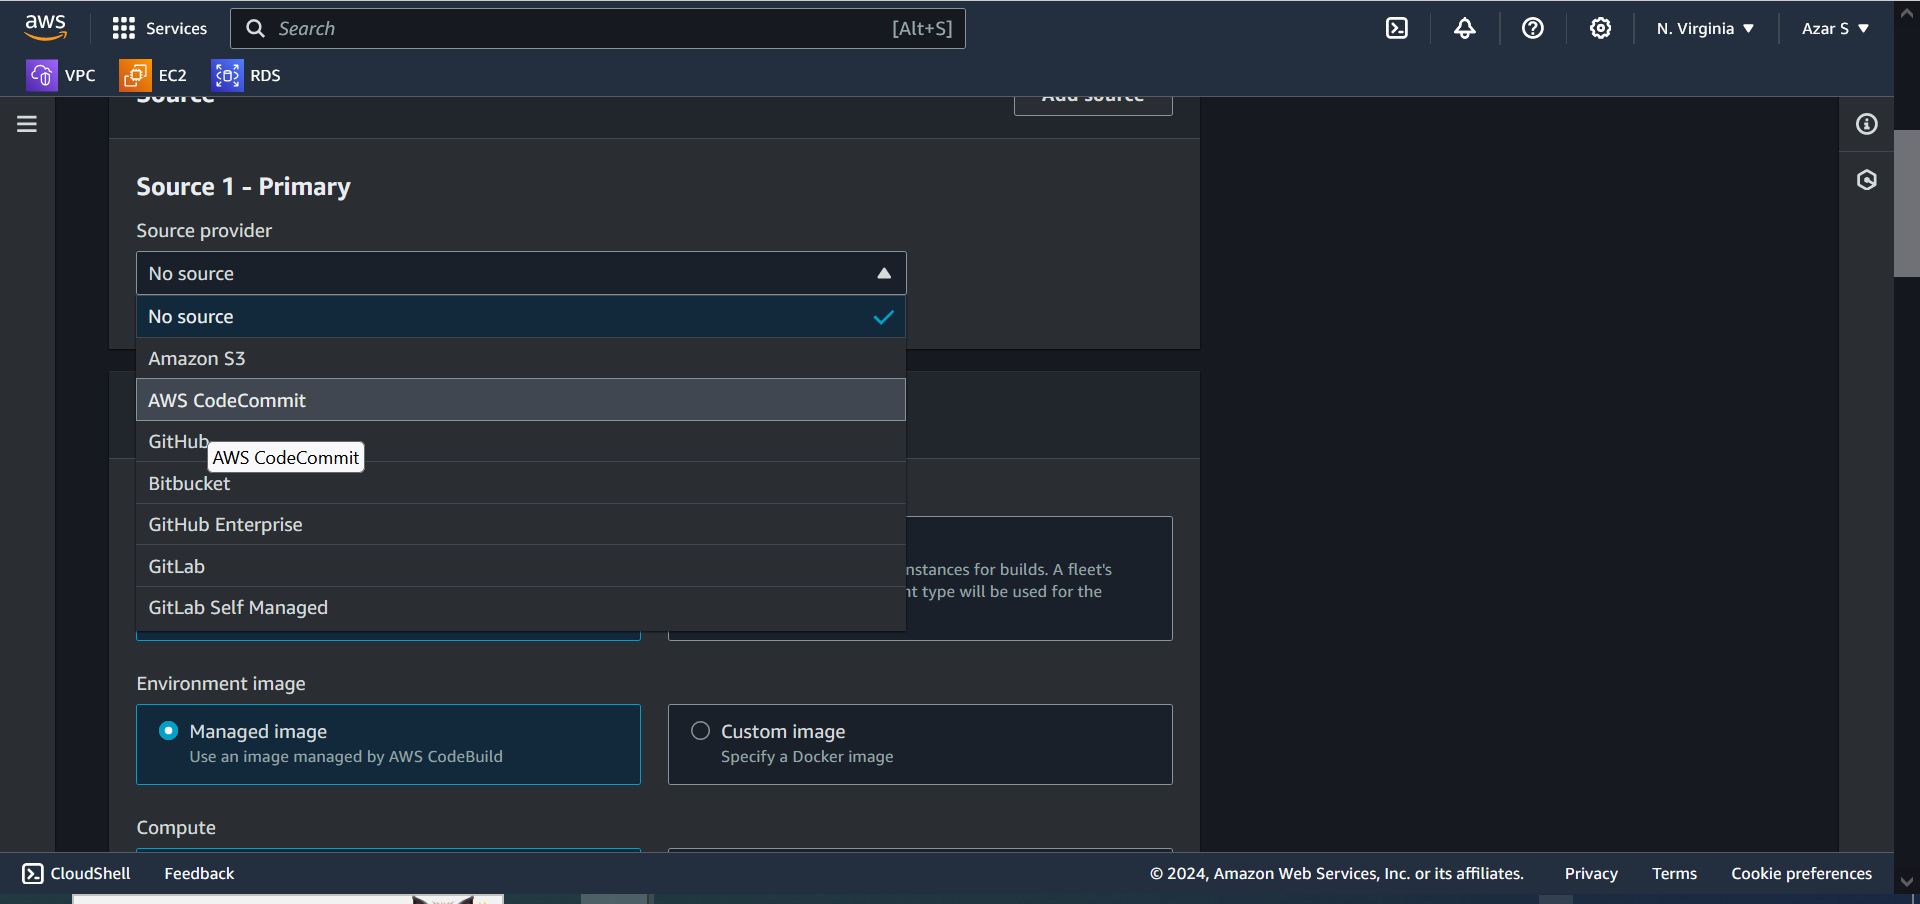 aws
Services
Search
[Alt+S]
N. Virginia
Azar S
VPC
EC2
RDS
Source
Add source
Source 1 - Primary
Source provider
No source
No source
Amazon S3
AWS CodeCommit
GitHub
AWS CodeCommit
Bitbucket
GitHub Enterprise
GitLab
nstances for builds. A fleet's
nt type will be used for the
GitLab Self Managed
Environment image
Managed image
Use an image managed by AWS CodeBuild
Custom image
Specify a Docker image
Compute
CloudShell
Feedback
© 2024, Amazon Web Services, Inc. or its affiliates.
Privacy
Terms
Cookie preferences